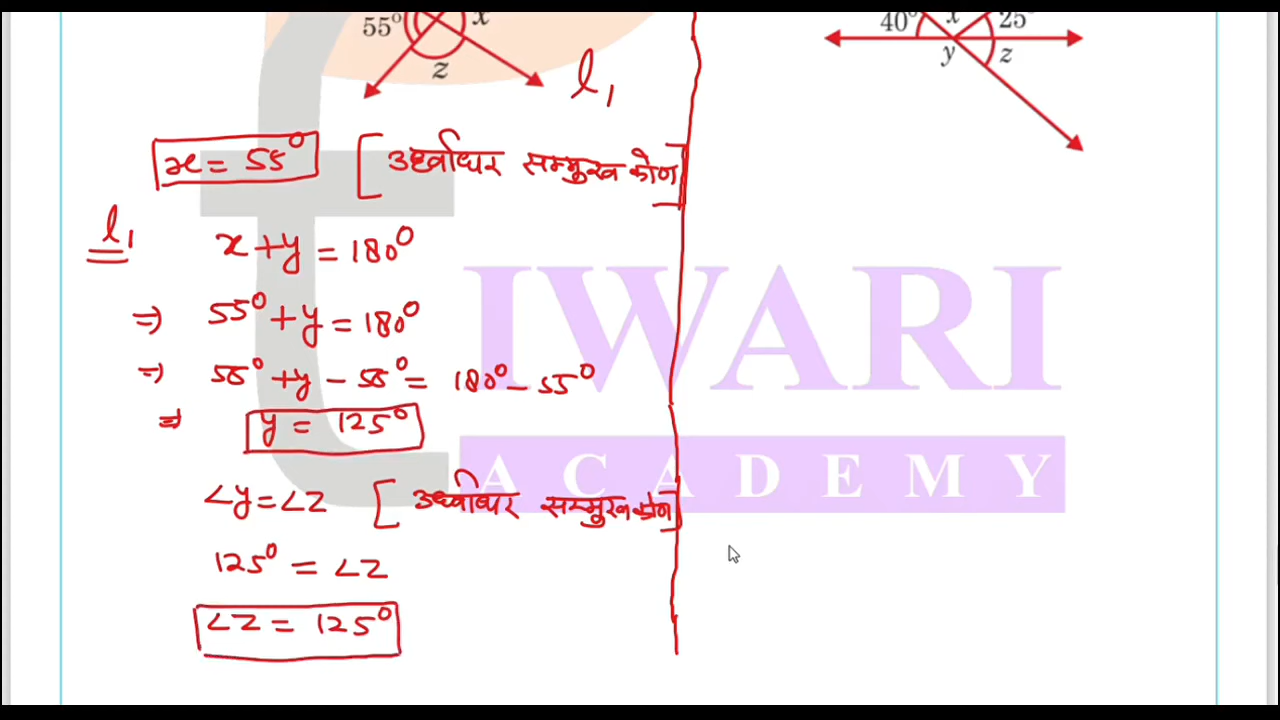 55° x
z
l₁
40° x 25°
y z
x = 55° [उर्ध्वाधर सम्मुख कोण]
l₁ x + y = 180°
⇒ 55° + y = 180°
⇒ 55° + y - 55° = 180° - 55°
⇒ y = 125°
∠y = ∠z [उर्ध्वाधर सम्मुख कोण]
125° = ∠z
∠z = 125°
tIWARI
ACADEMY